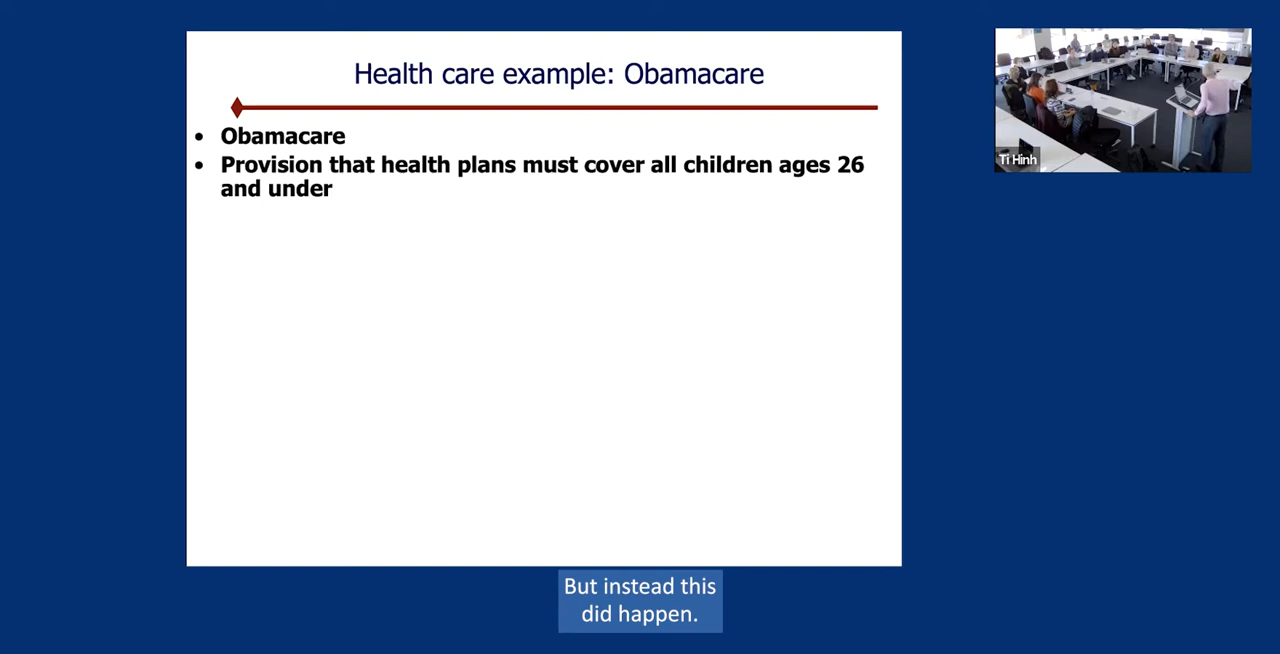 Health care example: Obamacare
• Obamacare
• Provision that health plans must cover all children ages 26
and under
Ti Hinh
But instead this
did happen.